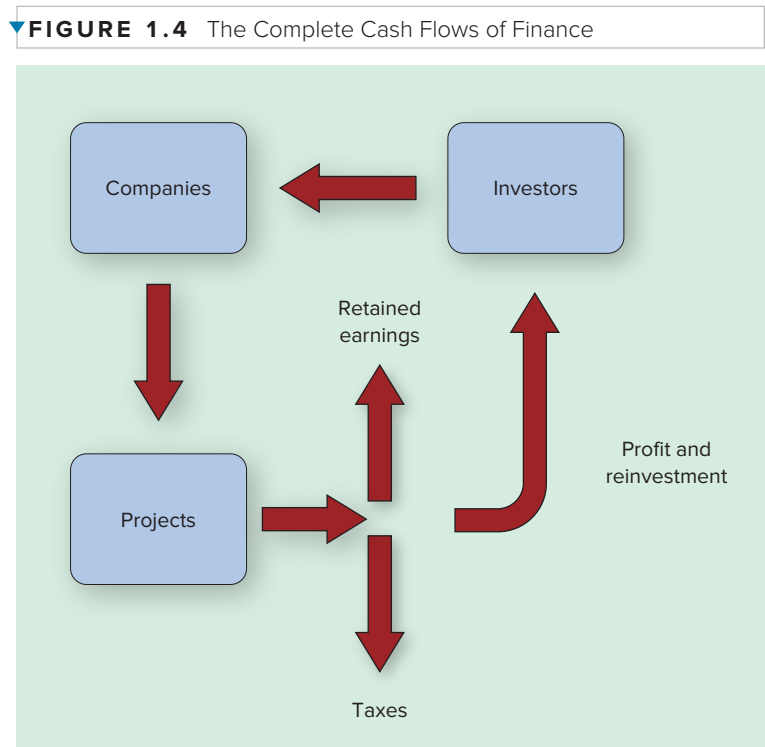 FIGURE 1.4 The Complete Cash Flows of Finance
Companies
Investors
Retained
earnings
Profit and
reinvestment
Projects
Taxes